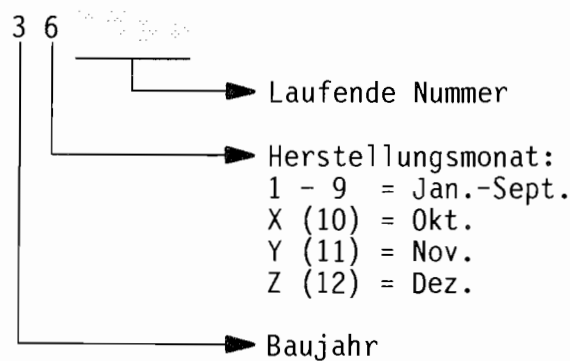 3 6
Laufende Nummer
Herstellungsmonat:
1 - 9 = Jan.-Sept.
X (10) = Okt.
Y (11) = Nov.
Z (12) = Dez.
Baujahr